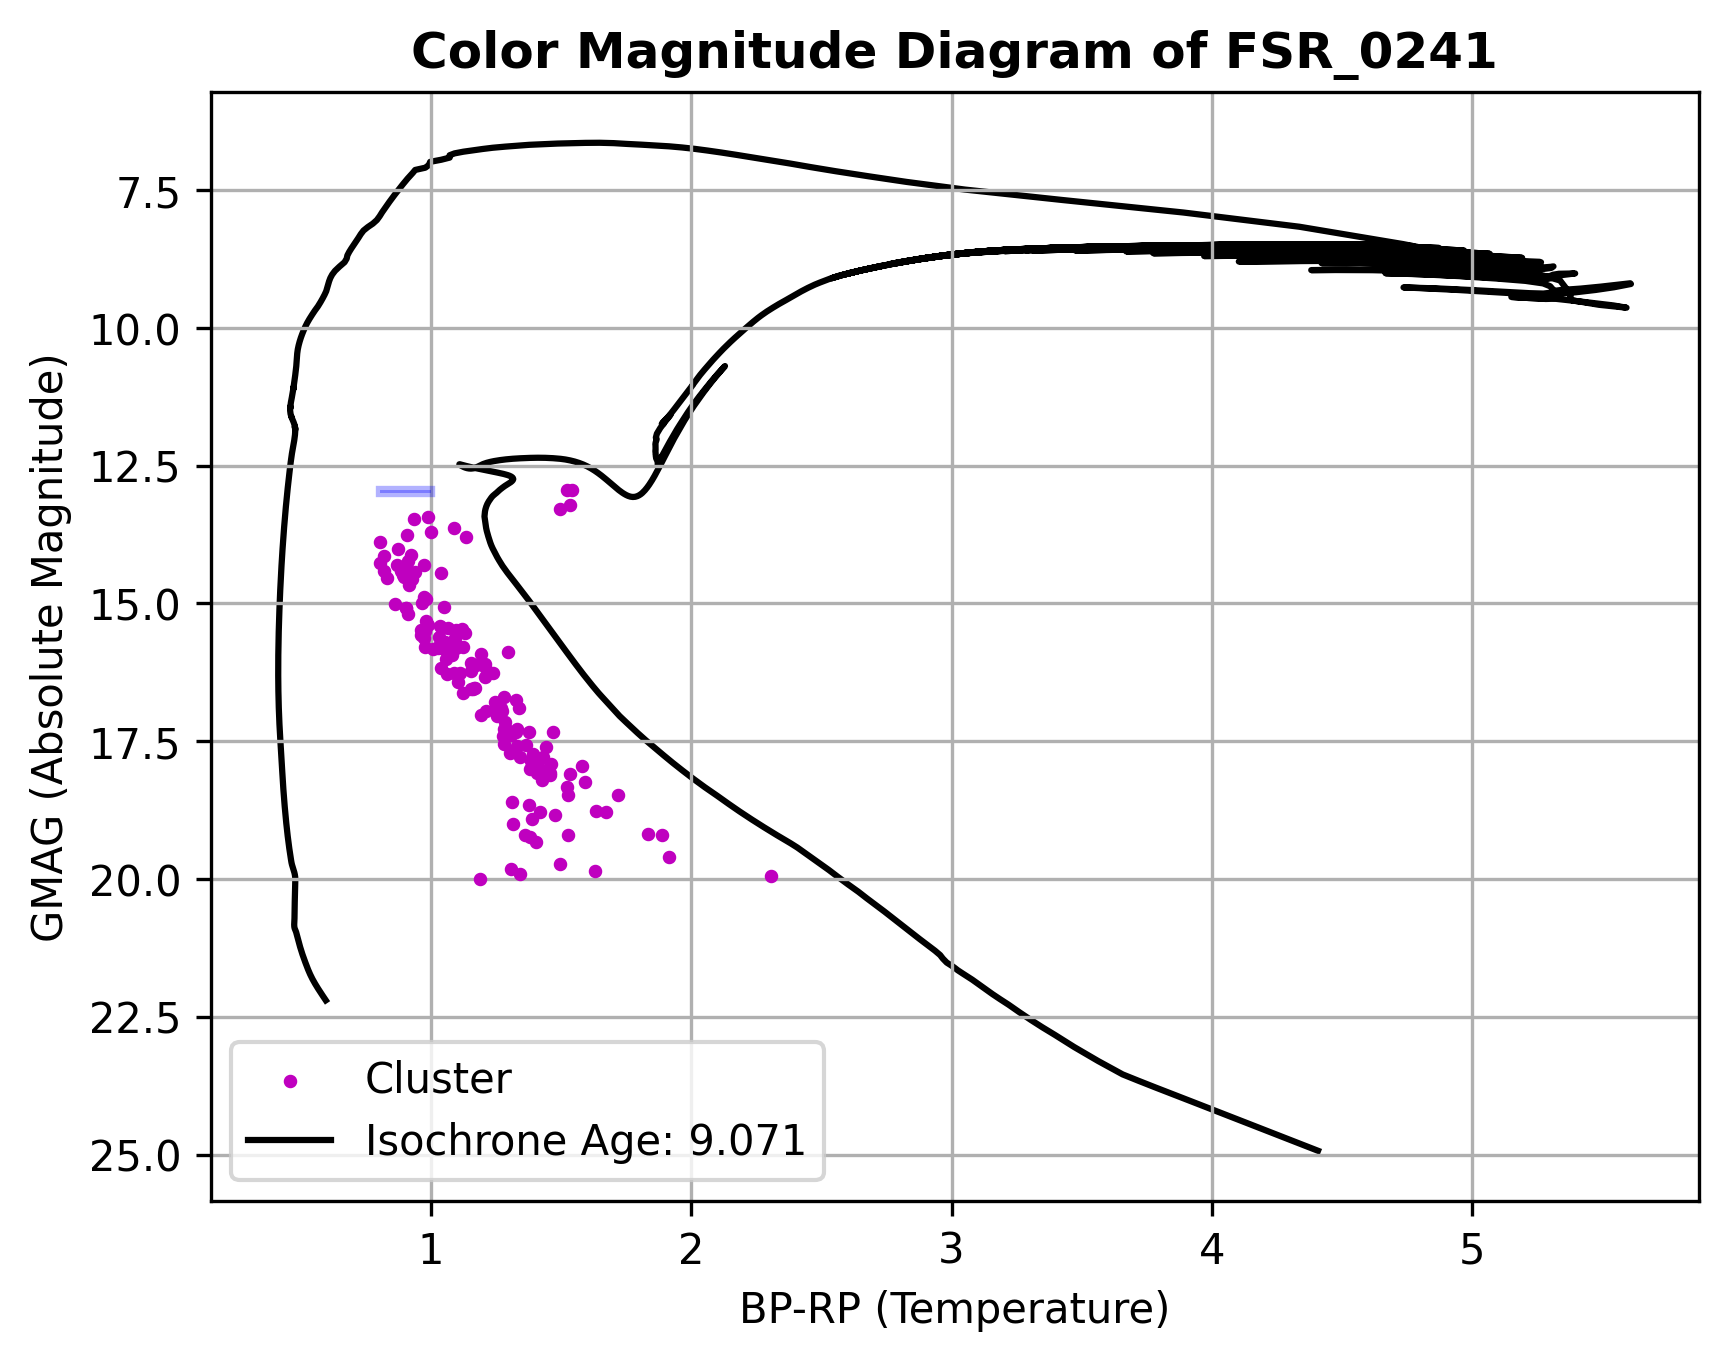 Color Magnitude Diagram of FSR_0241
GMAG (Absolute Magnitude)
7.5
10.0
12.5
15.0
17.5
20.0
22.5
25.0
Cluster
Isochrone Age: 9.071
1 2 3 4 5
BP-RP (Temperature)